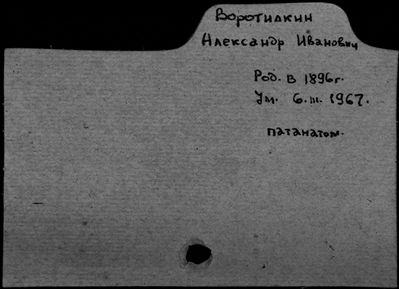 Воротилкин
Александр Иванович
Род. в 1896г.
Ум. 6.III.1967.
патанатом.